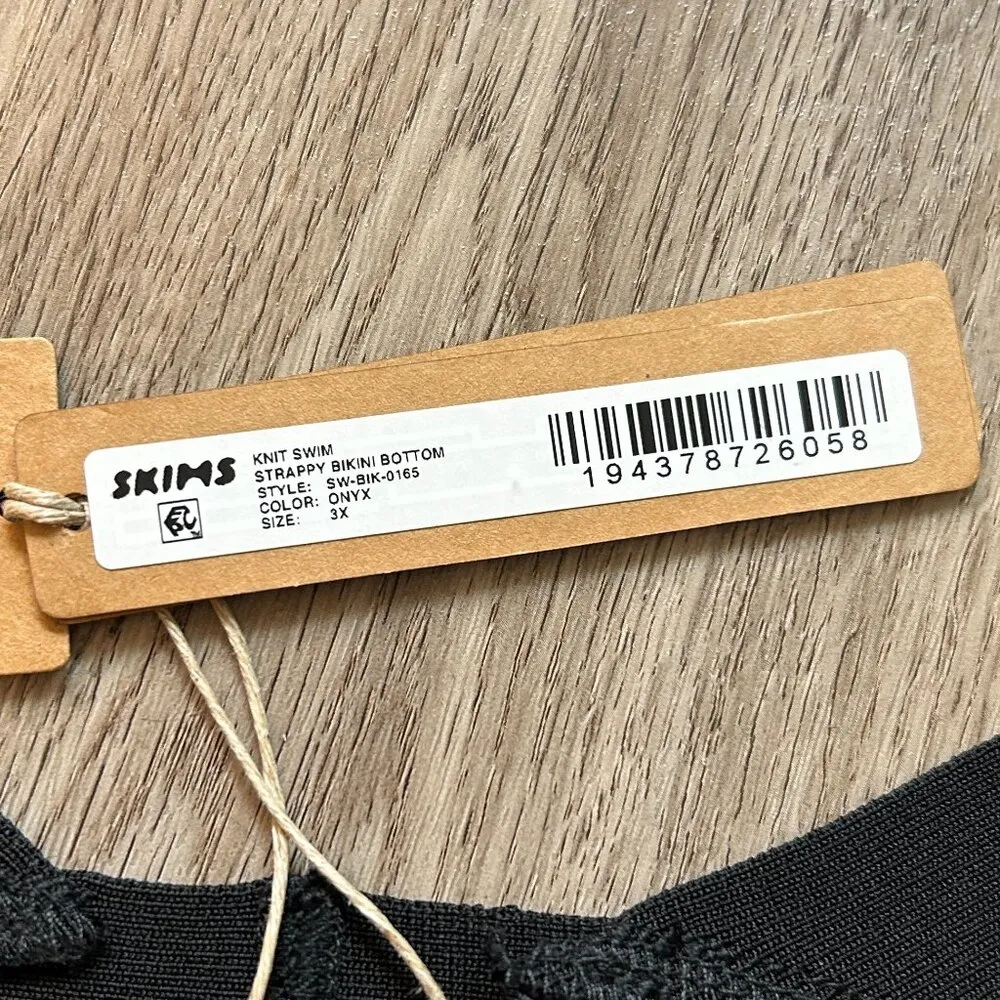 SKIMS
KNIT SWIM
STRAPPY BIKINI BOTTOM
STYLE: SW-BIK-0165
COLOR: ONYX
SIZE: 3X
194378726058